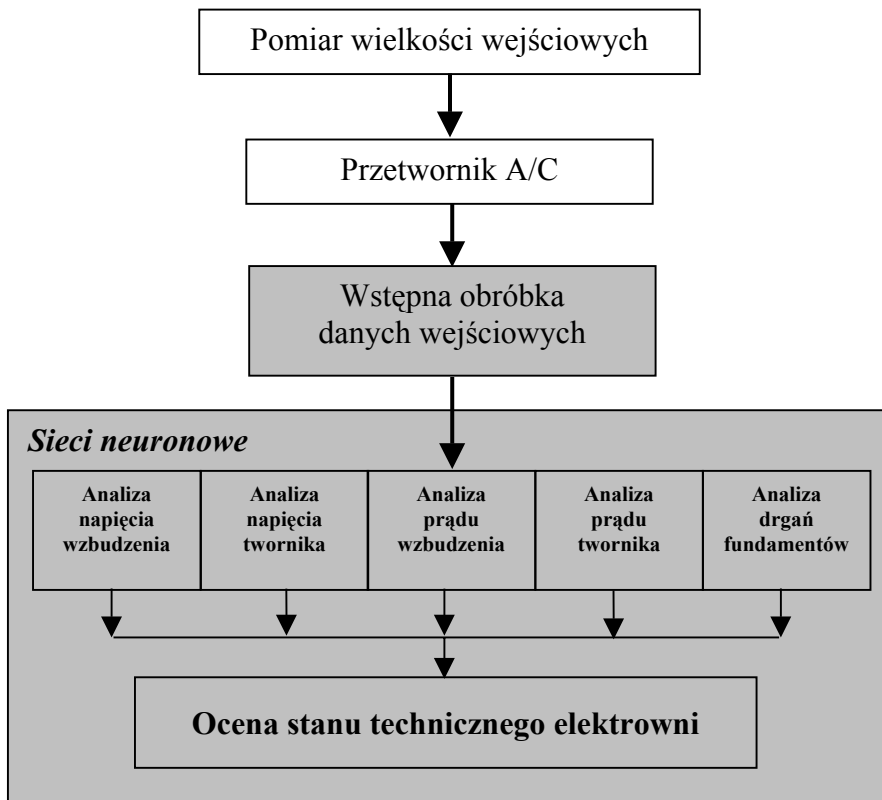 Pomiar wielkości wejściowych
Przetwornik A/C
Wstępna obróbka
danych wejściowych
Sieci neuronowe
Analiza
napięcia
wzbudzenia
Analiza
napięcia
twornika
Analiza
prądu
wzbudzenia
Analiza
prądu
twornika
Analiza
drgań
fundamentów
Ocena stanu technicznego elektrowni